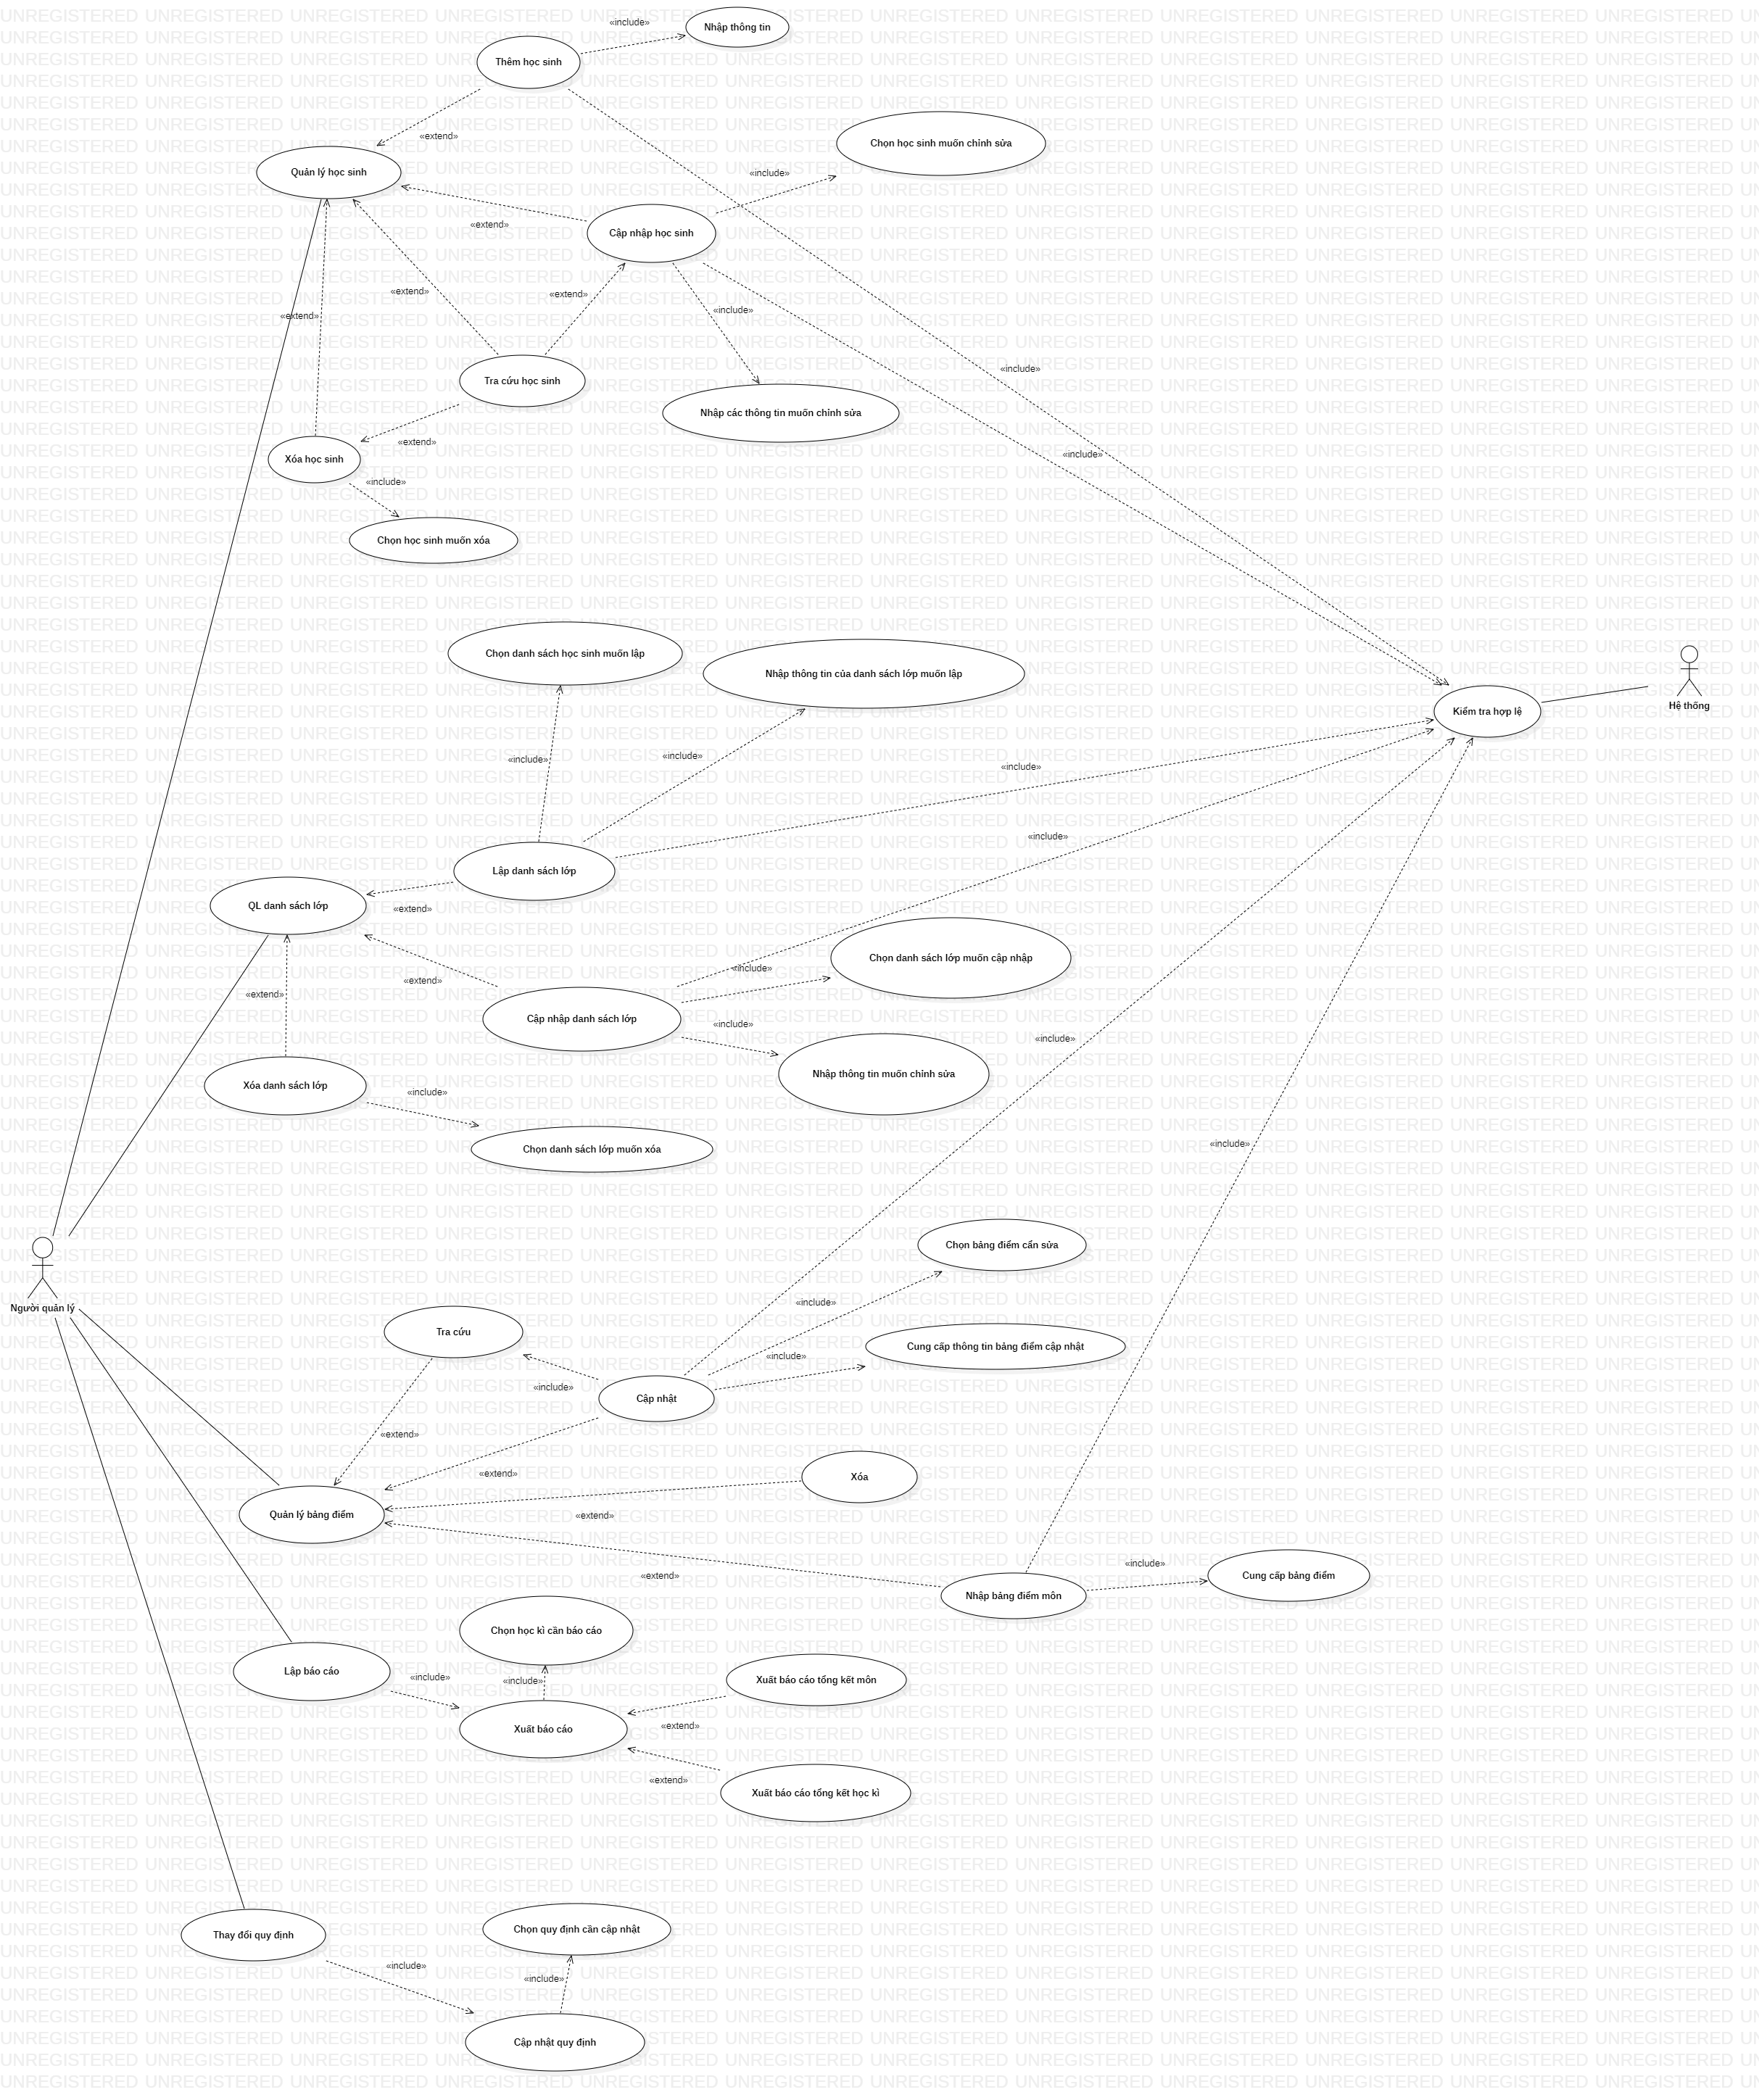 UNREGISTERED
«include»
Nhập thông tin
Thêm học sinh
«extend»
Chọn học sinh muốn chỉnh sửa
Quản lý học sinh
«include»
«extend»
Cập nhập học sinh
«extend»
«extend»
«include»
«extend»
«include»
Tra cứu học sinh
Nhập các thông tin muốn chỉnh sửa
«extend»
«include»
Xóa học sinh
«include»
Chọn học sinh muốn xóa
Chọn danh sách học sinh muốn lập
Nhập thông tin của danh sách lớp muốn lập
Hệ thống
Kiểm tra hợp lệ
«include»
«include»
«include»
«include»
Lập danh sách lớp
QL danh sách lớp
«extend»
Chọn danh sách lớp muốn cập nhập
«include»
«extend»
«extend»
Cập nhập danh sách lớp
«include»
«include»
Nhập thông tin muốn chỉnh sửa
Xóa danh sách lớp
«include»
«include»
Chọn danh sách lớp muốn xóa
Chọn bảng điểm cần sửa
«include»
Người quản lý
Tra cứu
Cung cấp thông tin bảng điểm cập nhật
«include»
«include»
Cập nhật
«extend»
«extend»
Xóa
Quản lý bảng điểm
«extend»
«include»
«extend»
Cung cấp bảng điểm
Nhập bảng điểm môn
Chọn học kì cần báo cáo
Lập báo cáo
«include»
«include»
Xuất báo cáo tổng kết môn
«extend»
Xuất báo cáo
«extend»
Xuất báo cáo tổng kết học kì
Chọn quy định cần cập nhật
Thay đổi quy định
«include»
«include»
Cập nhật quy định